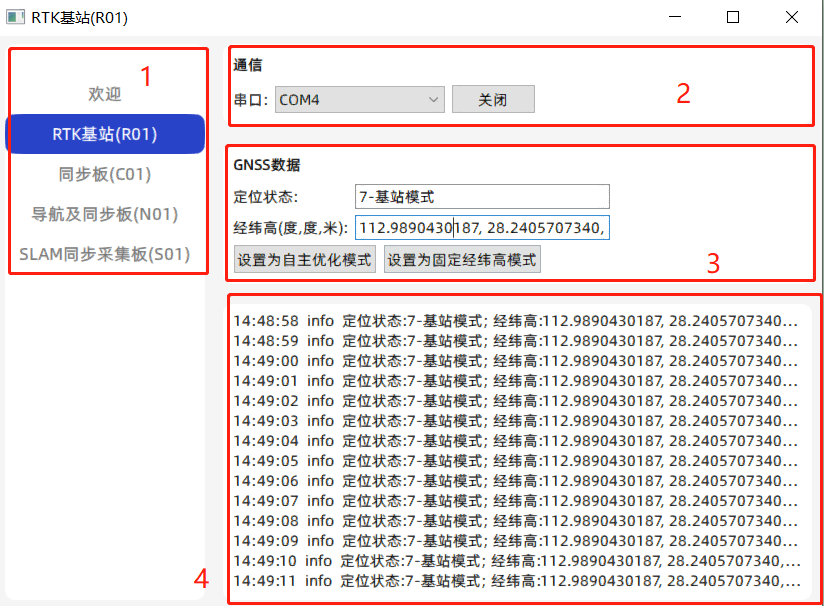 RTK基站(R01)
1
欢迎
RTK基站(R01)
同步板(C01)
导航及同步板(N01)
SLAM同步采集板(S01)
通信
串口: COM4 关闭
2
GNSS数据
定位状态: 7-基站模式
经纬高(度,度,米): 112.9890430187, 28.2405707340,
设置为自主优化模式 设置为固定经纬高模式
3
14:48:58 info 定位状态:7-基站模式; 经纬高:112.9890430187, 28.2405707340...
14:48:59 info 定位状态:7-基站模式; 经纬高:112.9890430187, 28.2405707340...
14:49:00 info 定位状态:7-基站模式; 经纬高:112.9890430187, 28.2405707340...
14:49:01 info 定位状态:7-基站模式; 经纬高:112.9890430187, 28.2405707340...
14:49:02 info 定位状态:7-基站模式; 经纬高:112.9890430187, 28.2405707340...
14:49:03 info 定位状态:7-基站模式; 经纬高:112.9890430187, 28.2405707340...
14:49:04 info 定位状态:7-基站模式; 经纬高:112.9890430187, 28.2405707340...
14:49:05 info 定位状态:7-基站模式; 经纬高:112.9890430187, 28.2405707340...
14:49:06 info 定位状态:7-基站模式; 经纬高:112.9890430187, 28.2405707340...
14:49:07 info 定位状态:7-基站模式; 经纬高:112.9890430187, 28.2405707340...
14:49:08 info 定位状态:7-基站模式; 经纬高:112.9890430187, 28.2405707340...
14:49:09 info 定位状态:7-基站模式; 经纬高:112.9890430187, 28.2405707340...
14:49:10 info 定位状态:7-基站模式; 经纬高:112.9890430187, 28.2405707340,...
14:49:11 info 定位状态:7-基站模式; 经纬高:112.9890430187, 28.2405707340,...
4